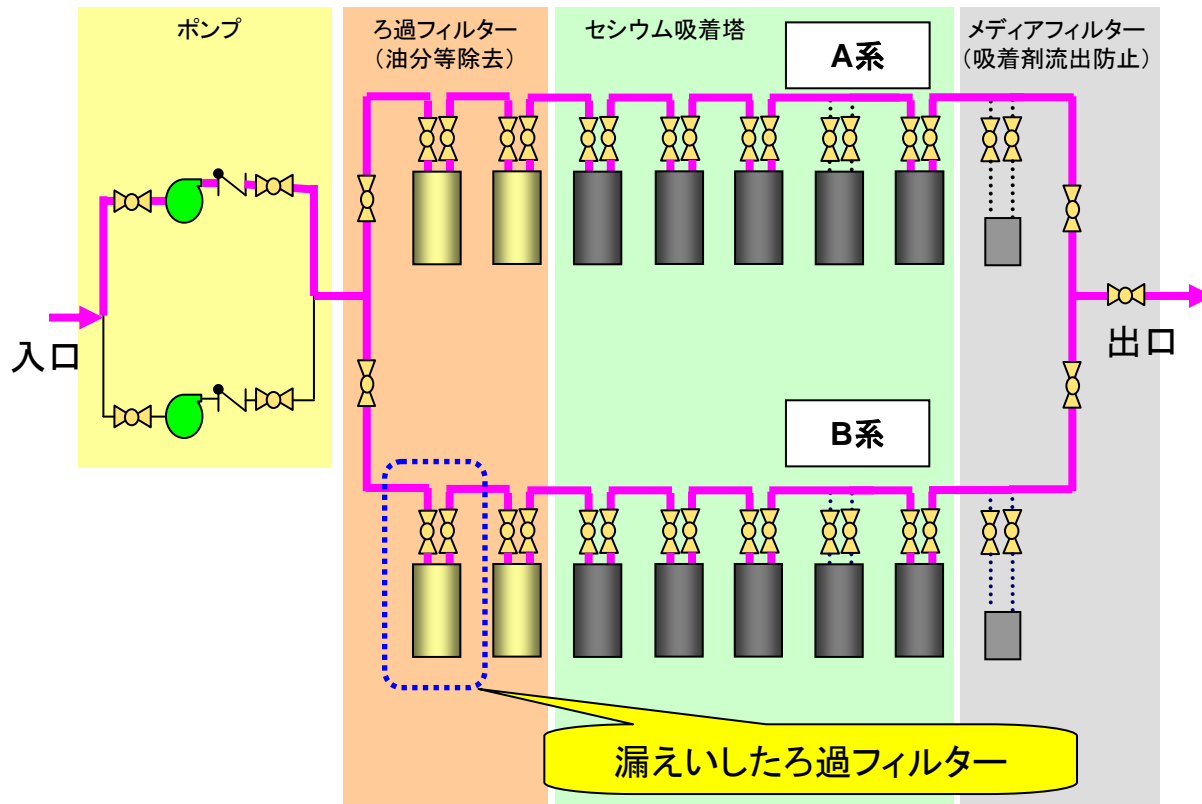 ポンプ
ろ過フィルター
（油分等除去）
セシウム吸着塔
メディアフィルター
（吸着剤流出防止）
A系
入口
出口
B系
漏えいしたろ過フィルター